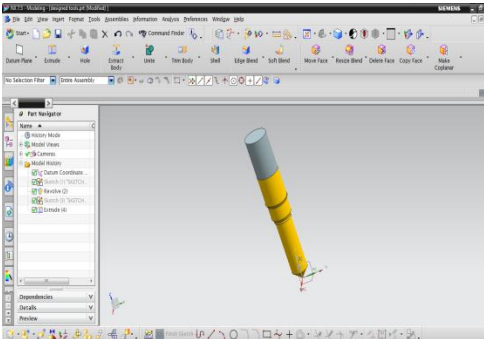 NX 7.5 - Modeling - [designed tools.prt (Modified)]
SIEMENS
File Edit View Insert Format Tools Assemblies Information Analysis Preferences Window Help
Start Command Finder
Datum Plane Extrude Hole Extract Body Unite Trim Body Shell Edge Blend Soft Blend Move Face Resize Blend Delete Face Copy Face Make Coplanar
No Selection Filter Entire Assembly
Part Navigator
Name
History Mode
Model Views
Cameras
Model History
Datum Coordinate...
Sketch (1) "SKETCH...
Revolve (2)
Sketch (3) "SKETCH...
Extrude (4)
Dependencies
Details
Preview
Finish Sketch